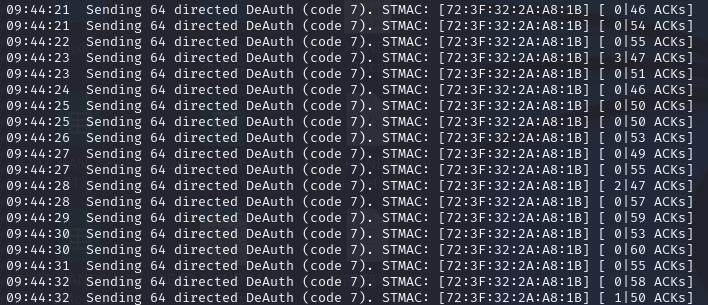 09:44:21  Sending 64 directed DeAuth (code 7). STMAC: [72:3F:32:2A:A8:1B] [ 0|46 ACKs]
09:44:21  Sending 64 directed DeAuth (code 7). STMAC: [72:3F:32:2A:A8:1B] [ 0|54 ACKs]
09:44:22  Sending 64 directed DeAuth (code 7). STMAC: [72:3F:32:2A:A8:1B] [ 0|55 ACKs]
09:44:23  Sending 64 directed DeAuth (code 7). STMAC: [72:3F:32:2A:A8:1B] [ 3|47 ACKs]
09:44:23  Sending 64 directed DeAuth (code 7). STMAC: [72:3F:32:2A:A8:1B] [ 0|51 ACKs]
09:44:24  Sending 64 directed DeAuth (code 7). STMAC: [72:3F:32:2A:A8:1B] [ 0|46 ACKs]
09:44:25  Sending 64 directed DeAuth (code 7). STMAC: [72:3F:32:2A:A8:1B] [ 0|50 ACKs]
09:44:25  Sending 64 directed DeAuth (code 7). STMAC: [72:3F:32:2A:A8:1B] [ 0|50 ACKs]
09:44:26  Sending 64 directed DeAuth (code 7). STMAC: [72:3F:32:2A:A8:1B] [ 0|53 ACKs]
09:44:27  Sending 64 directed DeAuth (code 7). STMAC: [72:3F:32:2A:A8:1B] [ 0|49 ACKs]
09:44:27  Sending 64 directed DeAuth (code 7). STMAC: [72:3F:32:2A:A8:1B] [ 0|55 ACKs]
09:44:28  Sending 64 directed DeAuth (code 7). STMAC: [72:3F:32:2A:A8:1B] [ 2|47 ACKs]
09:44:28  Sending 64 directed DeAuth (code 7). STMAC: [72:3F:32:2A:A8:1B] [ 0|57 ACKs]
09:44:29  Sending 64 directed DeAuth (code 7). STMAC: [72:3F:32:2A:A8:1B] [ 0|59 ACKs]
09:44:30  Sending 64 directed DeAuth (code 7). STMAC: [72:3F:32:2A:A8:1B] [ 0|53 ACKs]
09:44:30  Sending 64 directed DeAuth (code 7). STMAC: [72:3F:32:2A:A8:1B] [ 0|60 ACKs]
09:44:31  Sending 64 directed DeAuth (code 7). STMAC: [72:3F:32:2A:A8:1B] [ 0|55 ACKs]
09:44:32  Sending 64 directed DeAuth (code 7). STMAC: [72:3F:32:2A:A8:1B] [ 0|58 ACKs]
09:44:32  Sending 64 directed DeAuth (code 7). STMAC: [72:3F:32:2A:A8:1B] [ 1|50 ACKs]